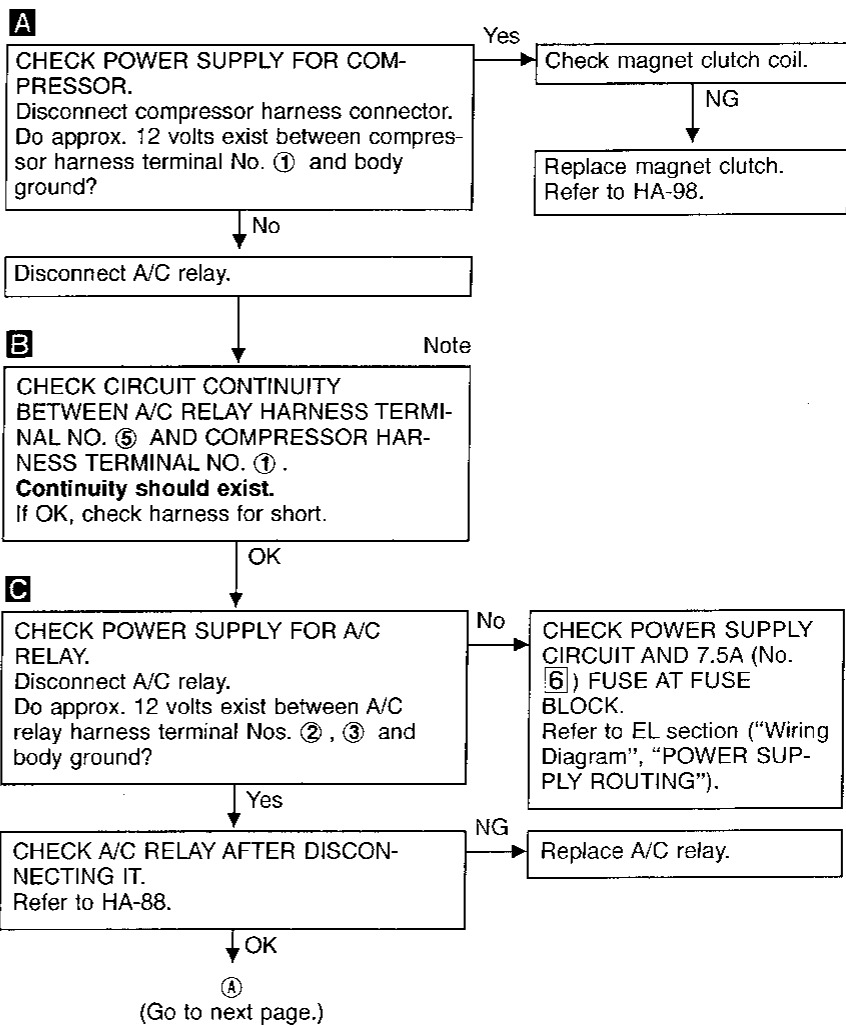 A
CHECK POWER SUPPLY FOR COM-
PRESSOR.
Disconnect compressor harness connector.
Do approx. 12 volts exist between compres-
sor harness terminal No. ① and body
ground?
Yes
Check magnet clutch coil.
NG
Replace magnet clutch.
Refer to HA-98.
No
Disconnect A/C relay.
B
Note
CHECK CIRCUIT CONTINUITY
BETWEEN A/C RELAY HARNESS TERMI-
NAL NO. ⑤ AND COMPRESSOR HAR-
NESS TERMINAL NO. ① .
Continuity should exist.
If OK, check harness for short.
OK
C
CHECK POWER SUPPLY FOR A/C
RELAY.
Disconnect A/C relay.
Do approx. 12 volts exist between A/C
relay harness terminal Nos. ② , ③ and
body ground?
No
CHECK POWER SUPPLY
CIRCUIT AND 7.5A (No.
6) FUSE AT FUSE
BLOCK.
Refer to EL section ("Wiring
Diagram", "POWER SUP-
PLY ROUTING").
Yes
CHECK A/C RELAY AFTER DISCON-
NECTING IT.
Refer to HA-88.
NG
Replace A/C relay.
OK
Ⓐ
(Go to next page.)